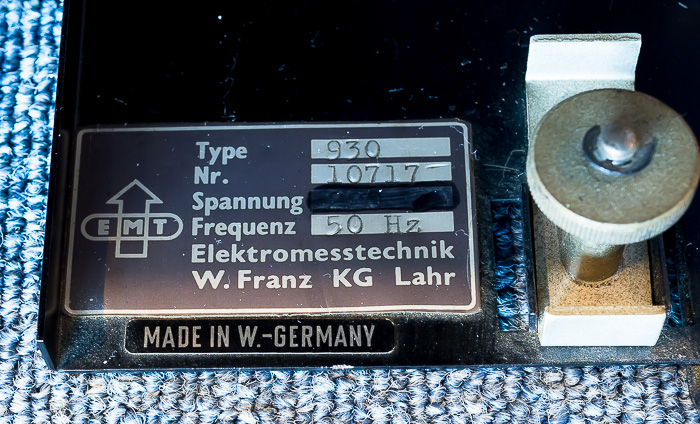 Type 930
Nr. 10717
Spannung
Frequenz 50 Hz
EMT
Elektromesstechnik
W. Franz KG Lahr
MADE IN W.-GERMANY